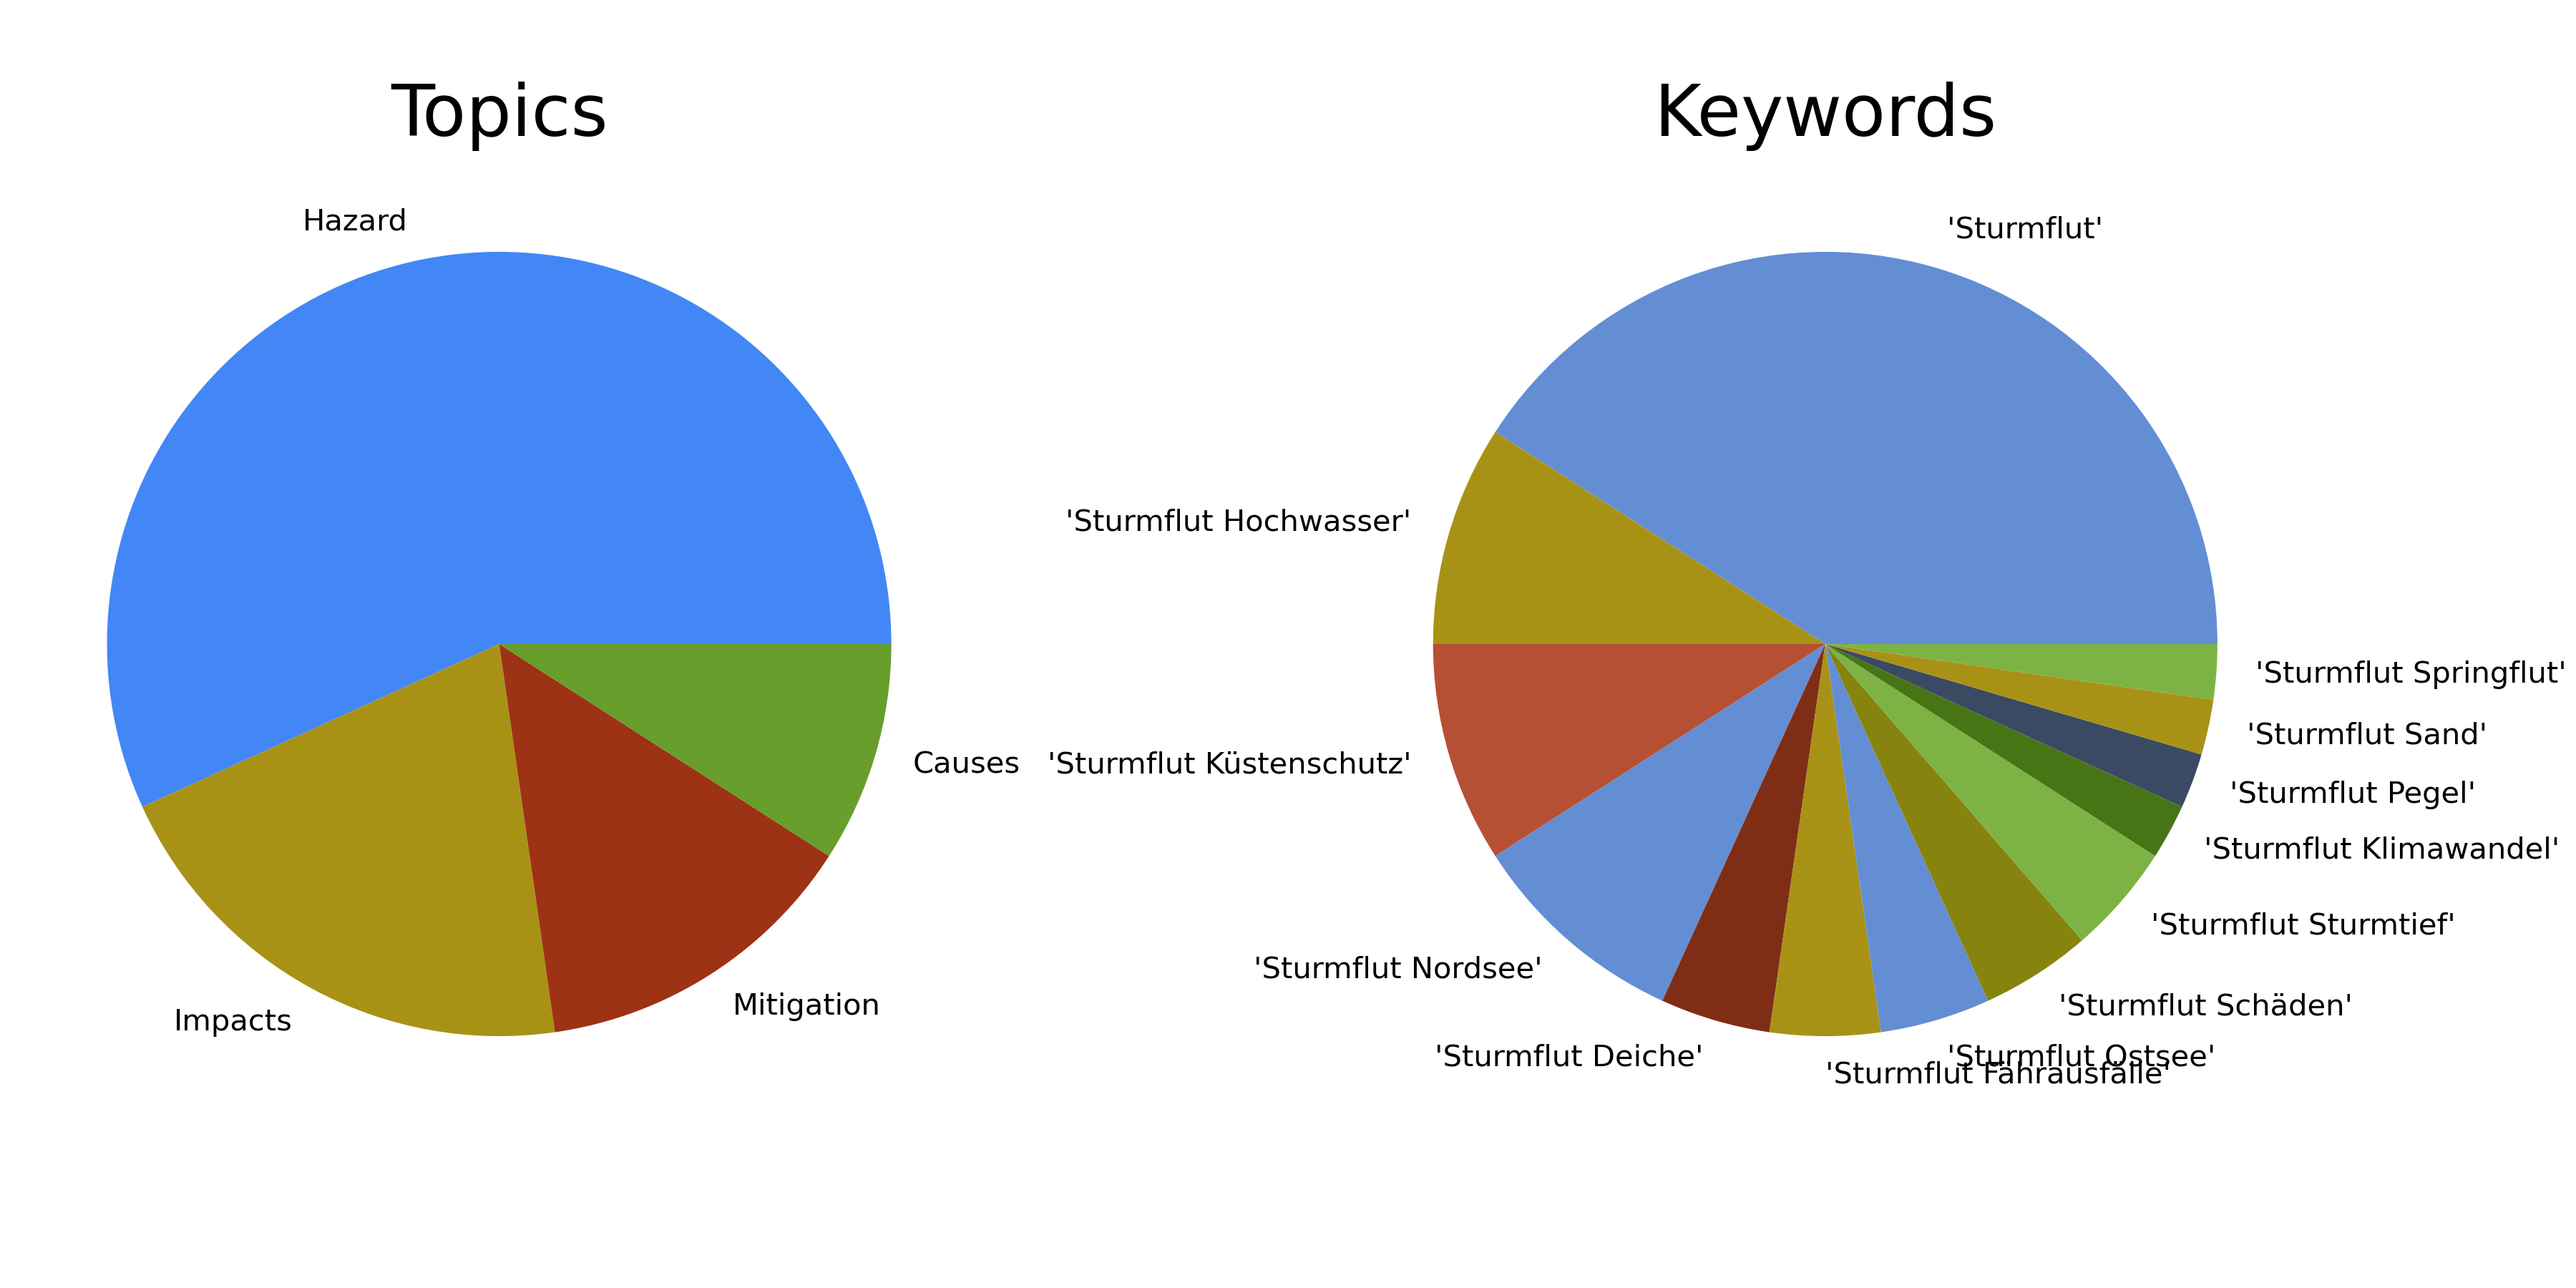 Topics
Hazard
Impacts
Mitigation
Causes
Keywords
'Sturmflut'
'Sturmflut Hochwasser'
'Sturmflut Küstenschutz'
'Sturmflut Nordsee'
'Sturmflut Deiche'
'Sturmflut Fährausfälle'
'Sturmflut Ostsee'
'Sturmflut Schäden'
'Sturmflut Sturmtief'
'Sturmflut Klimawandel'
'Sturmflut Pegel'
'Sturmflut Sand'
'Sturmflut Springflut'